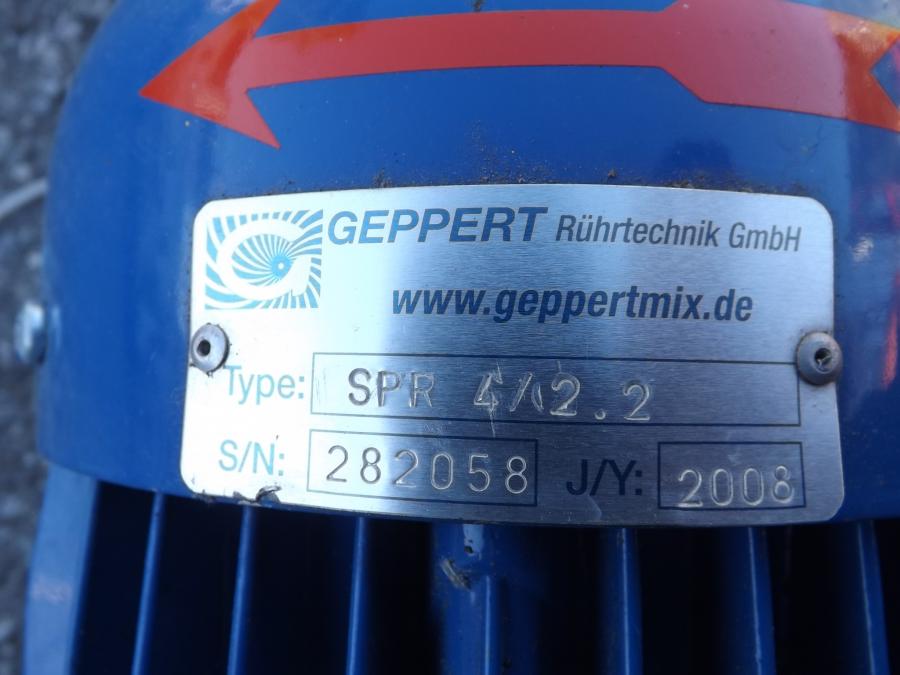 GEPPERT Rührtechnik GmbH
www.geppertmix.de
Type: SPR 4/2.2
S/N: 282058 J/Y: 2008